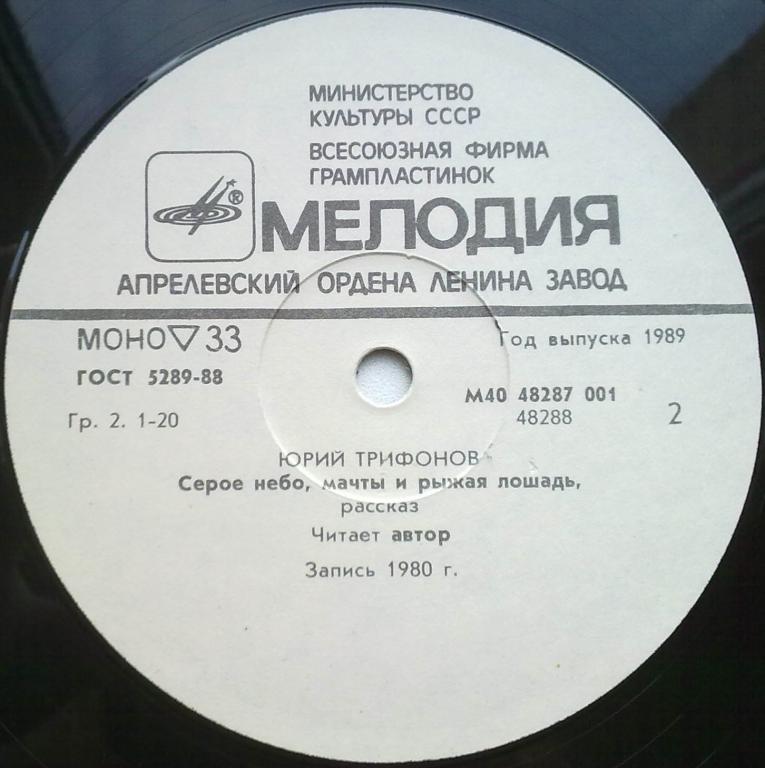 МИНИСТЕРСТВО
КУЛЬТУРЫ СССР
ВСЕСОЮЗНАЯ ФИРМА
ГРАМПЛАСТИНОК
®
МЕЛОДИЯ
АПРЕЛЕВСКИЙ ОРДЕНА ЛЕНИНА ЗАВОД
МОНО ▽ 33
Год выпуска 1989
ГОСТ 5289-88
М40 48287 001
Гр. 2. 1-20
48288
2
ЮРИЙ ТРИФОНОВ
Серое небо, мачты и рыжая лошадь,
рассказ
Читает автор
Запись 1980 г.